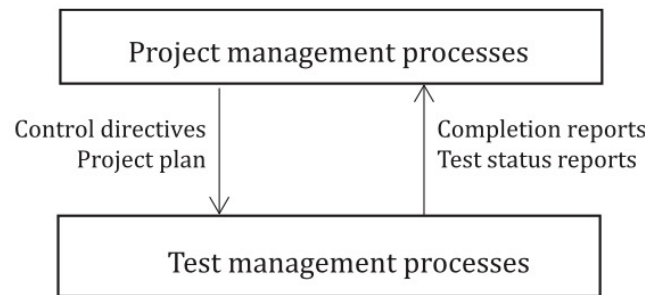 Project management processes
Control directives
Project plan
Completion reports
Test status reports
Test management processes